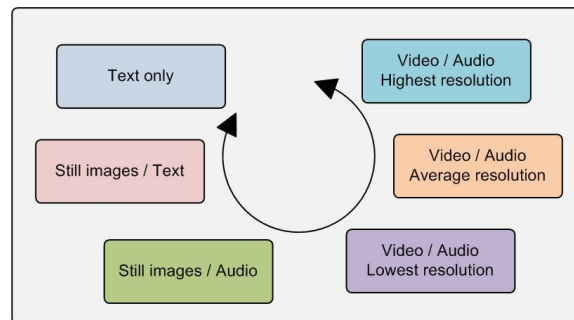 Text only
Video / Audio
Highest resolution
Still images / Text
Video / Audio
Average resolution
Still images / Audio
Video / Audio
Lowest resolution